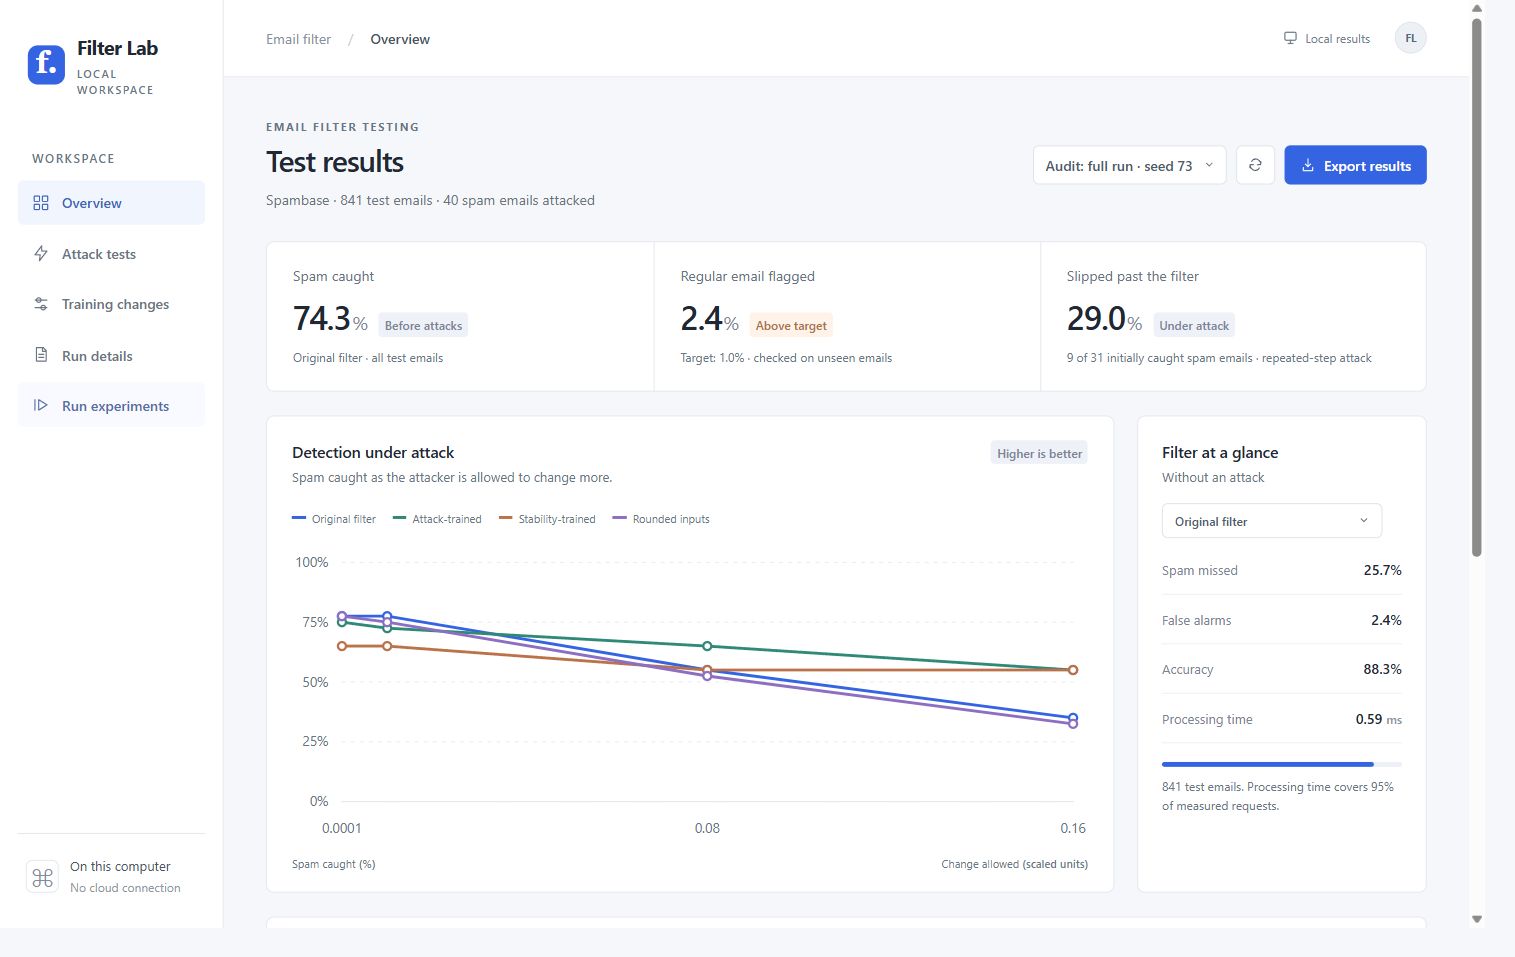 f.
Filter Lab
LOCAL
WORKSPACE
WORKSPACE
Overview
Attack tests
Training changes
Run details
Run experiments
On this computer
No cloud connection
Email filter / Overview
Local results
FL
EMAIL FILTER TESTING
Test results
Spambase · 841 test emails · 40 spam emails attacked
Audit: full run · seed 73
Export results
Spam caught
74.3% Before attacks
Original filter · all test emails
Regular email flagged
2.4% Above target
Target: 1.0% · checked on unseen emails
Slipped past the filter
29.0% Under attack
9 of 31 initially caught spam emails · repeated-step attack
Detection under attack
Higher is better
Spam caught as the attacker is allowed to change more.
Original filter Attack-trained Stability-trained Rounded inputs
100%
75%
50%
25%
0%
0.0001 0.08 0.16
Spam caught (%) Change allowed (scaled units)
Filter at a glance
Without an attack
Original filter
Spam missed 25.7%
False alarms 2.4%
Accuracy 88.3%
Processing time 0.59 ms
841 test emails. Processing time covers 95%
of measured requests.